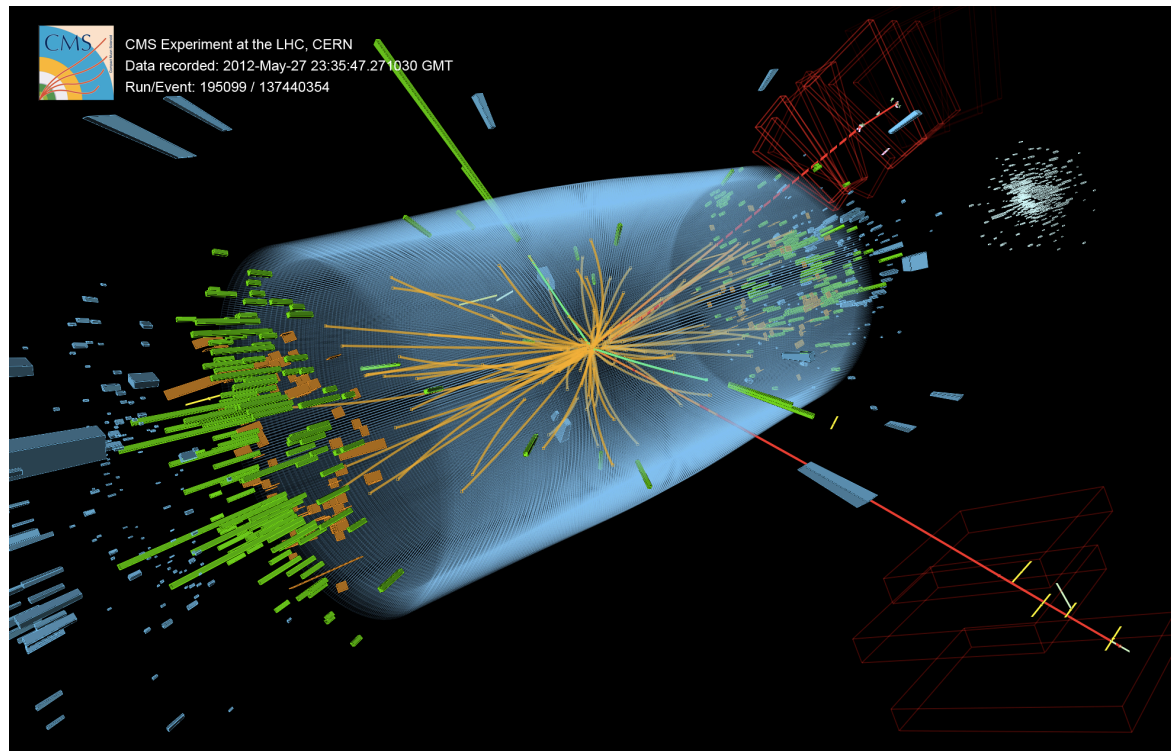 CMS
CMS Experiment at the LHC, CERN
Data recorded: 2012-May-27 23:35:47.271030 GMT
Run/Event: 195099 / 137440354